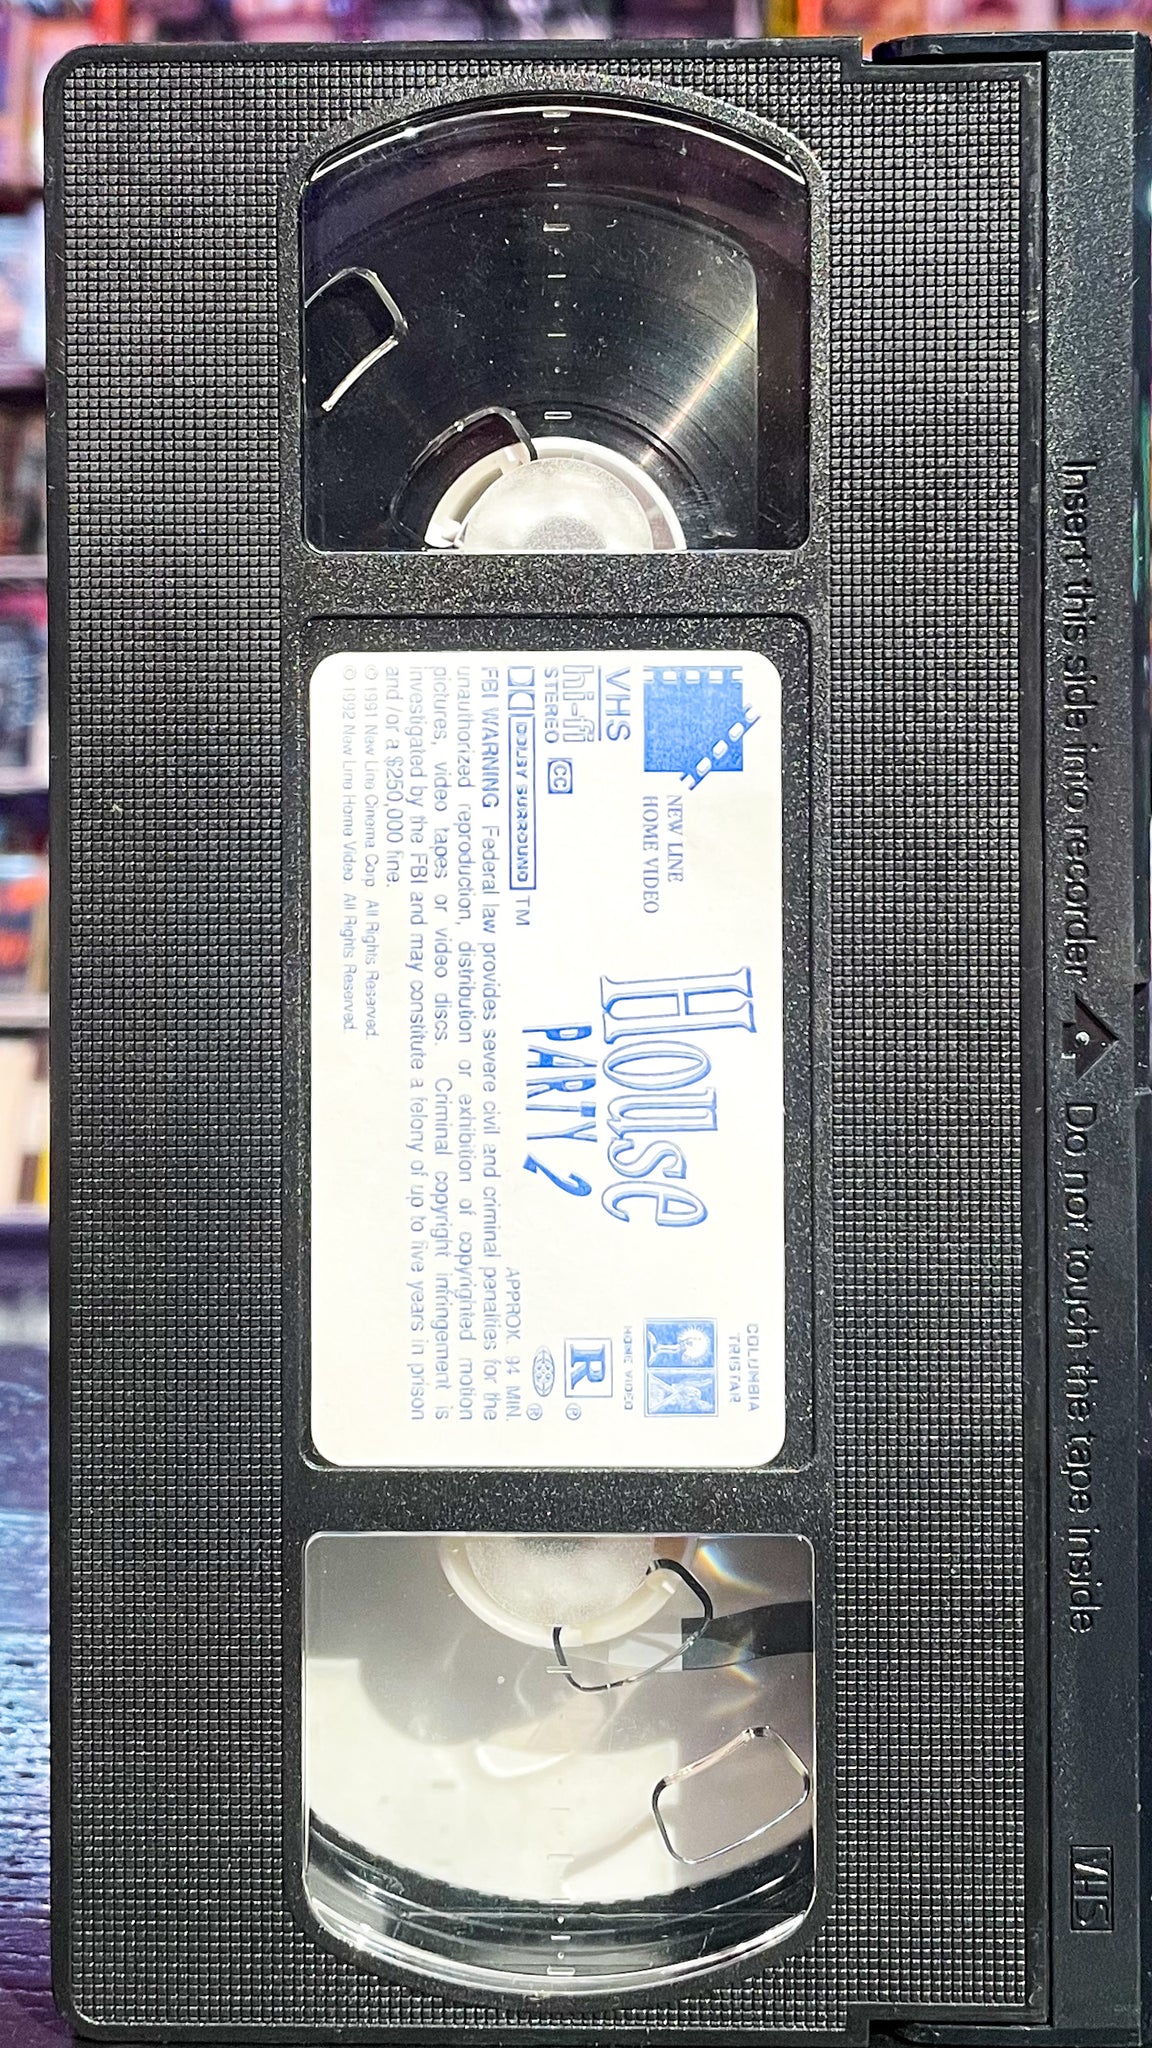 Insert this side into recorder
Do not touch the tape inside
VHS
NEW LINE
HOME VIDEO
House
PARTY 2
COLUMBIA
TRISTAR
HOME VIDEO
VHS
hi-fi
STEREO
CC
DOLBY SURROUND TM
R ®
®
APPROX. 94 MIN.
FBI WARNING Federal law provides severe civil and criminal penalties for the
unauthorized reproduction, distribution or exhibition of copyrighted motion
pictures, video tapes or video discs. Criminal copyright infringement is
investigated by the FBI and may constitute a felony of up to five years in prison
and/or a $250,000 fine.
© 1991 New Line Cinema Corp. All Rights Reserved.
© 1992 New Line Home Video. All Rights Reserved.